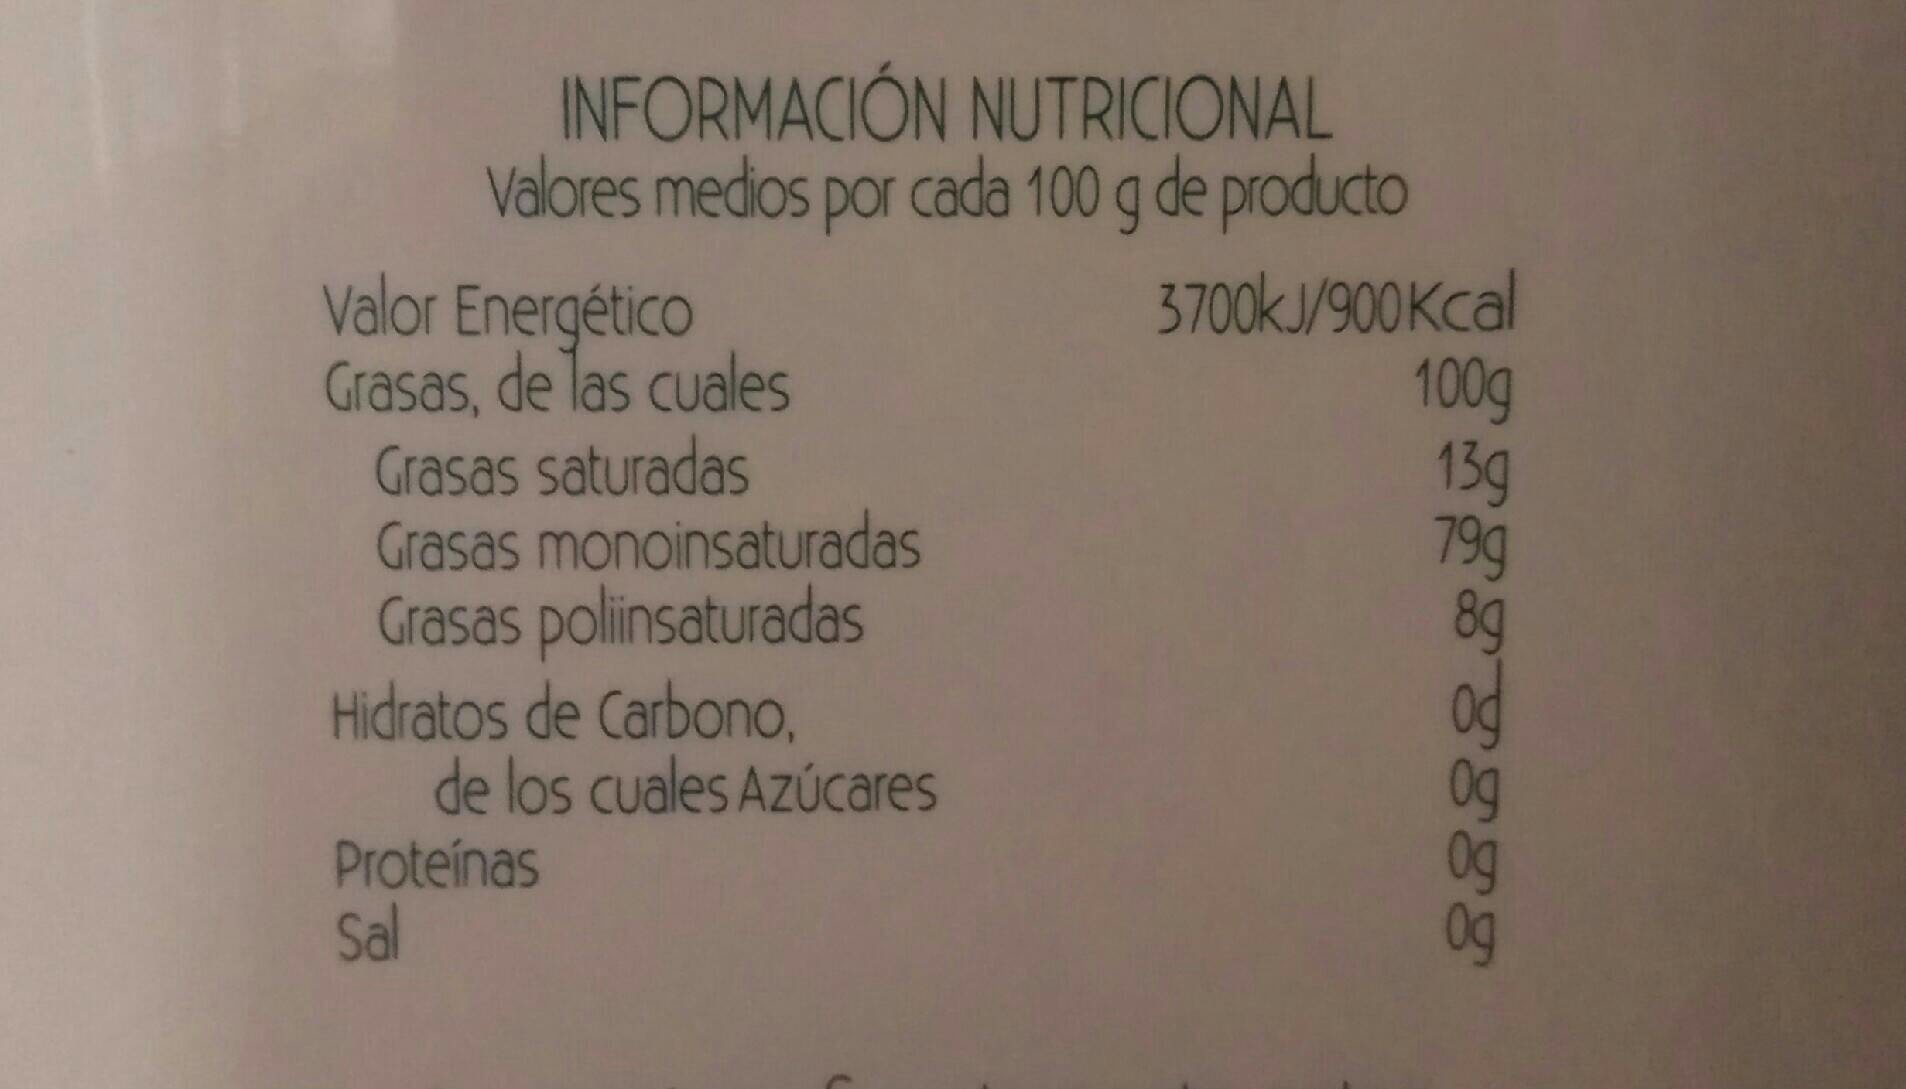 INFORMACIÓN NUTRICIONAL
Valores medios por cada 100 g de producto
Valor Energético 3700kJ/900Kcal
Grasas, de las cuales 100g
Grasas saturadas 13g
Grasas monoinsaturadas 79g
Grasas poliinsaturadas 8g
Hidratos de Carbono, 0g
de los cuales Azúcares 0g
Proteínas 0g
Sal 0g